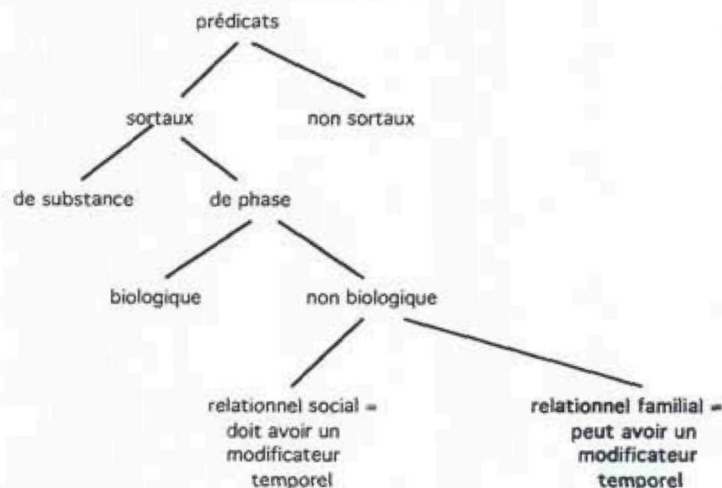 prédicats
sortaux non sortaux
de substance de phase
biologique non biologique
relationnel social =
doit avoir un
modificateur
temporel
relationnel familial =
peut avoir un
modificateur
temporel